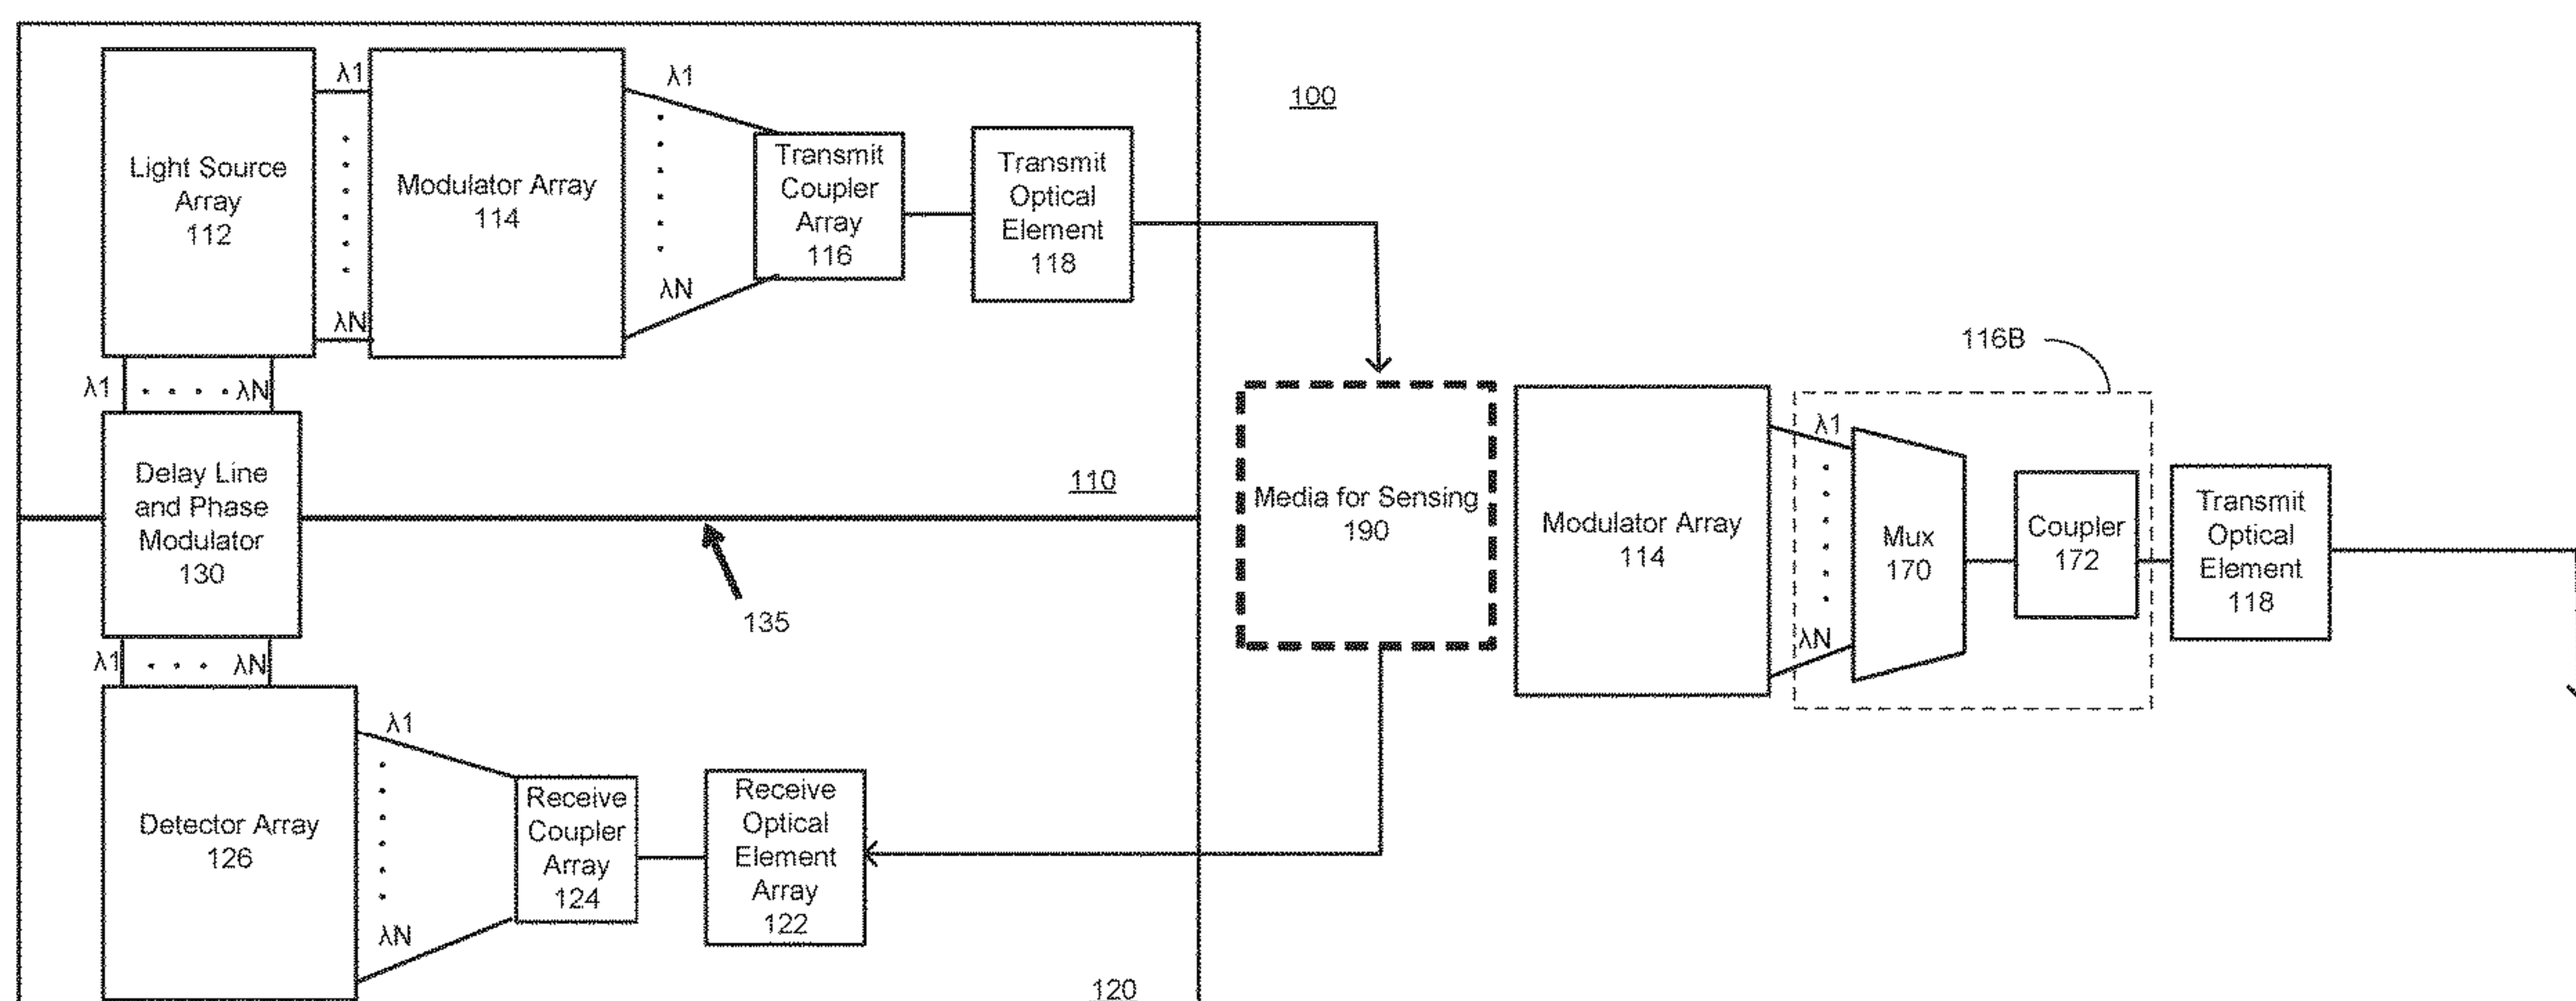 λ1
λ1
100
Light Source
Array
112
Modulator Array
114
Transmit
Coupler
Array
116
Transmit
Optical
Element
118
λN
λN
λ1
λN
116B
Delay Line
and Phase
Modulator
130
110
135
Media for Sensing
190
Modulator Array
114
λ1
λN
Mux
170
Coupler
172
Transmit
Optical
Element
118
λ1
λN
λ1
λN
Detector Array
126
Receive
Coupler
Array
124
Receive
Optical
Element
Array
122
120